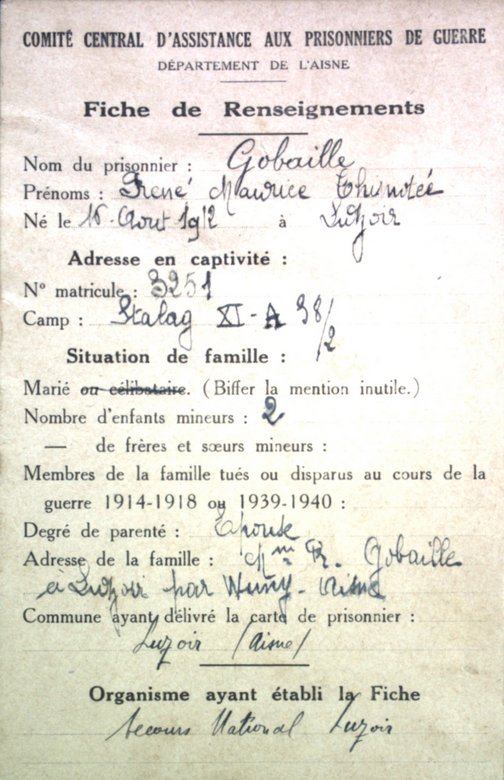 COMITÉ CENTRAL D'ASSISTANCE AUX PRISONNIERS DE GUERRE
DÉPARTEMENT DE L'AISNE
Fiche de Renseignements
Nom du prisonnier : Gobaille
Prénoms : René Maurice
Né le Aout 1912 à Luzoir
Adresse en captivité :
N° matricule : 3251
Camp : Stalag XI-A 38/2
Situation de famille :
Marié ou célibataire. (Biffer la mention inutile.)
Nombre d'enfants mineurs : 2
— de frères et sœurs mineurs :
Membres de la famille tués ou disparus au cours de la
guerre 1914-1918 ou 1939-1940 :
Degré de parenté : Epouse
Adresse de la famille : Mme R. Gobaille
a Luzoir par Aisne
Commune ayant délivré la carte de prisonnier :
Luzoir (Aisne)
Organisme ayant établi la Fiche
Secours National Luzoir